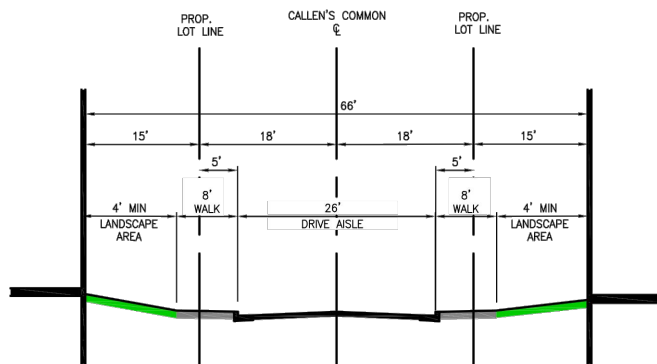 PROP.
LOT LINE
CALLEN'S COMMON
℄
PROP.
LOT LINE
66'
15'
18'
18'
15'
5'
5'
4' MIN
LANDSCAPE
AREA
8'
WALK
26'
DRIVE AISLE
8'
WALK
4' MIN
LANDSCAPE
AREA